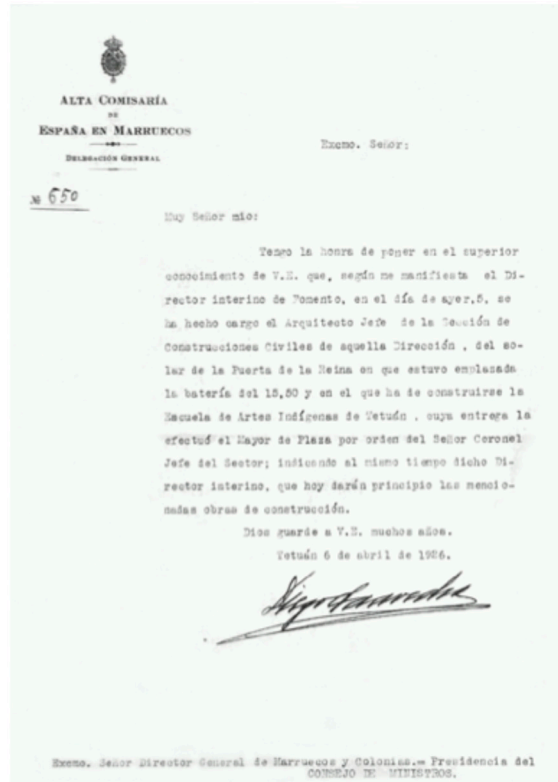 ALTA COMISARÍA
DE
ESPAÑA EN MARRUECOS
DELEGACIÓN GENERAL
№ 650
Excmo. Señor:
Muy Señor mio:
Tengo la honra de poner en el superior
conocimiento de V.E. que, según me manifiesta el Di-
rector interino de Fomento, en el día de ayer,5, se
ha hecho cargo el Arquitecto Jefe de la Sección de
Construcciones Civiles de aquella Dirección , del so-
lar de la Puerta de la Reina en que estuvo emplazada
la batería del 15,50 y en el que ha de construirse la
Escuela de Artes Indígenas de Tetuán , cuya entrega la
efectuó el Mayor de Plaza por orden del Señor Coronel
Jefe del Sector; indicando al mismo tiempo dicho Di-
rector interino, que hoy darán principio las mencio-
nadas obras de construcción.
Dios guarde a V.E. muchos años.
Tetuán 6 de abril de 1926.
Diego Saavedra
Excmo. Señor Director General de Marruecos y Colonias.= Presidencia del
CONSEJO DE MINISTROS.